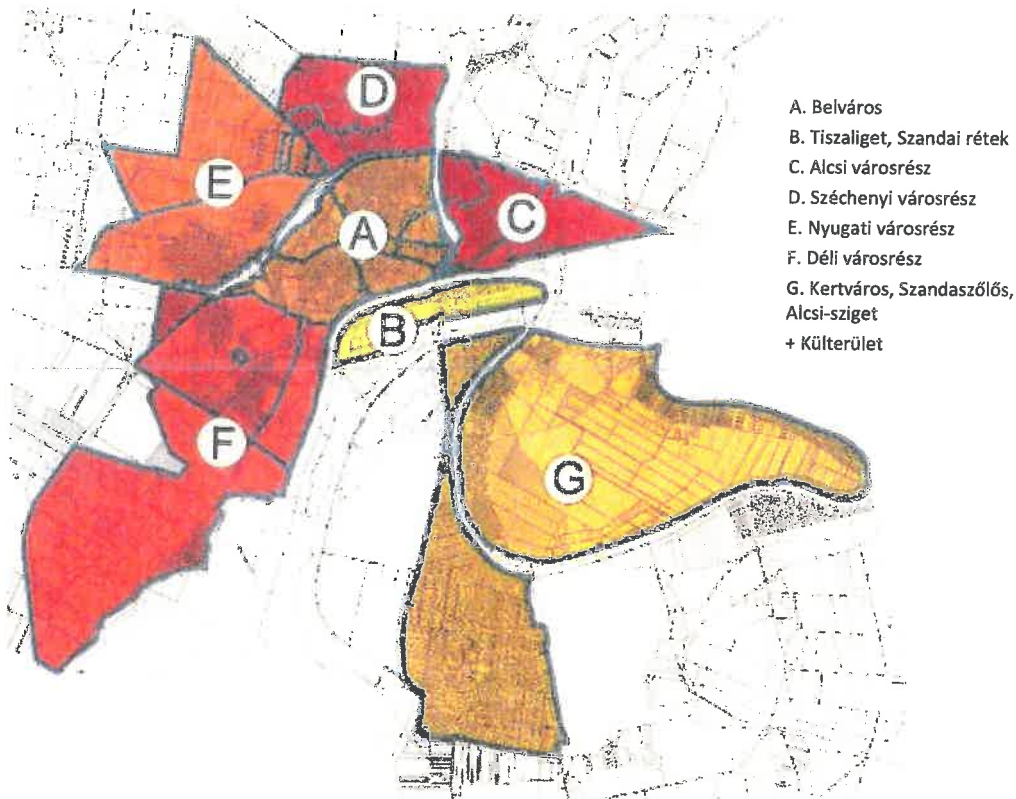 D
E
C
A
B
F
G
A. Belváros
B. Tiszaliget, Szandai rétek
C. Alcsi városrész
D. Széchenyi városrész
E. Nyugati városrész
F. Déli városrész
G. Kertváros, Szandaszőlős,
Alcsi-sziget
+ Külterület